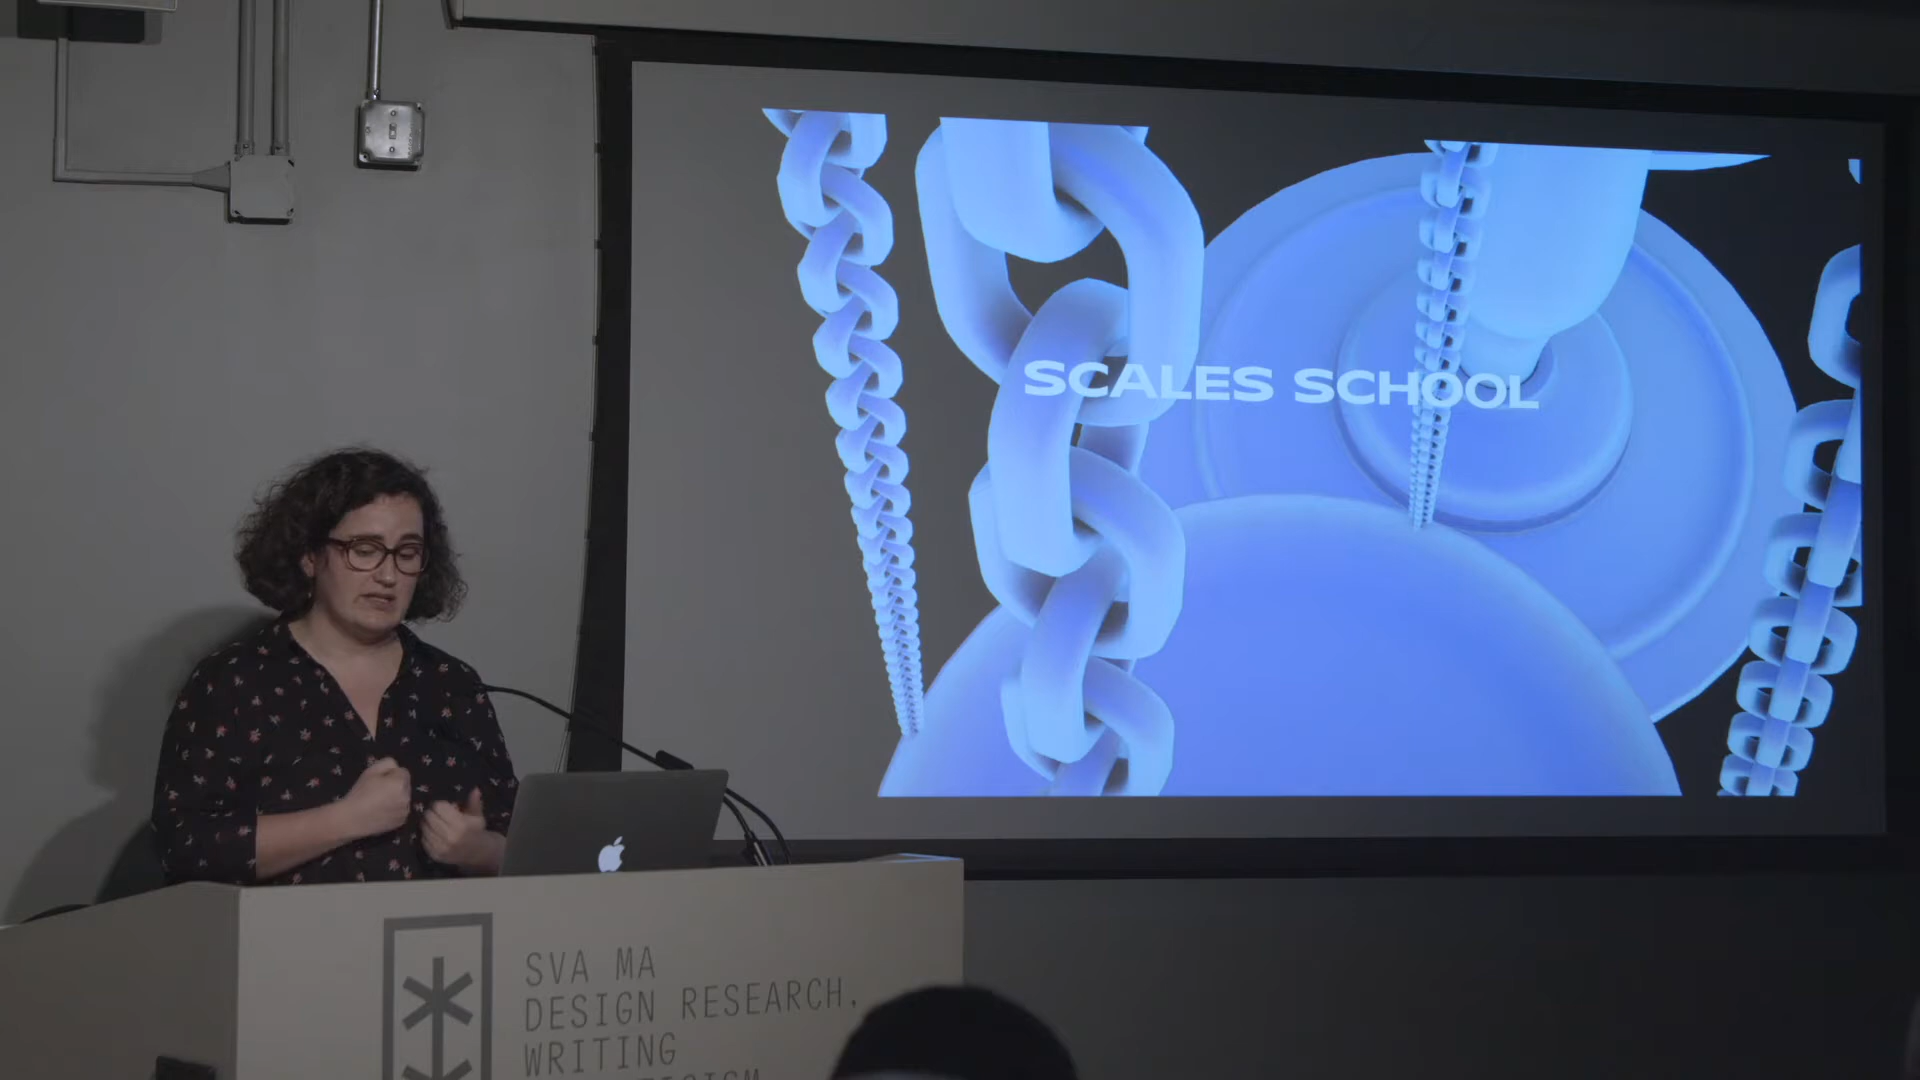 SCALES SCHOOL
SVA MA
DESIGN RESEARCH,
WRITING